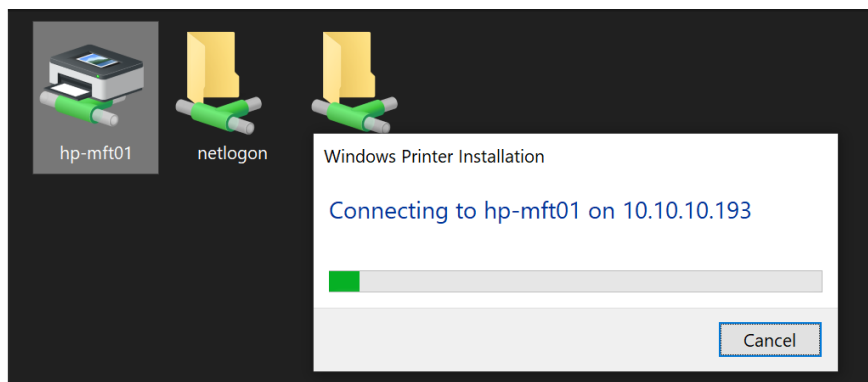 hp-mft01
netlogon
Windows Printer Installation
Connecting to hp-mft01 on 10.10.10.193
Cancel